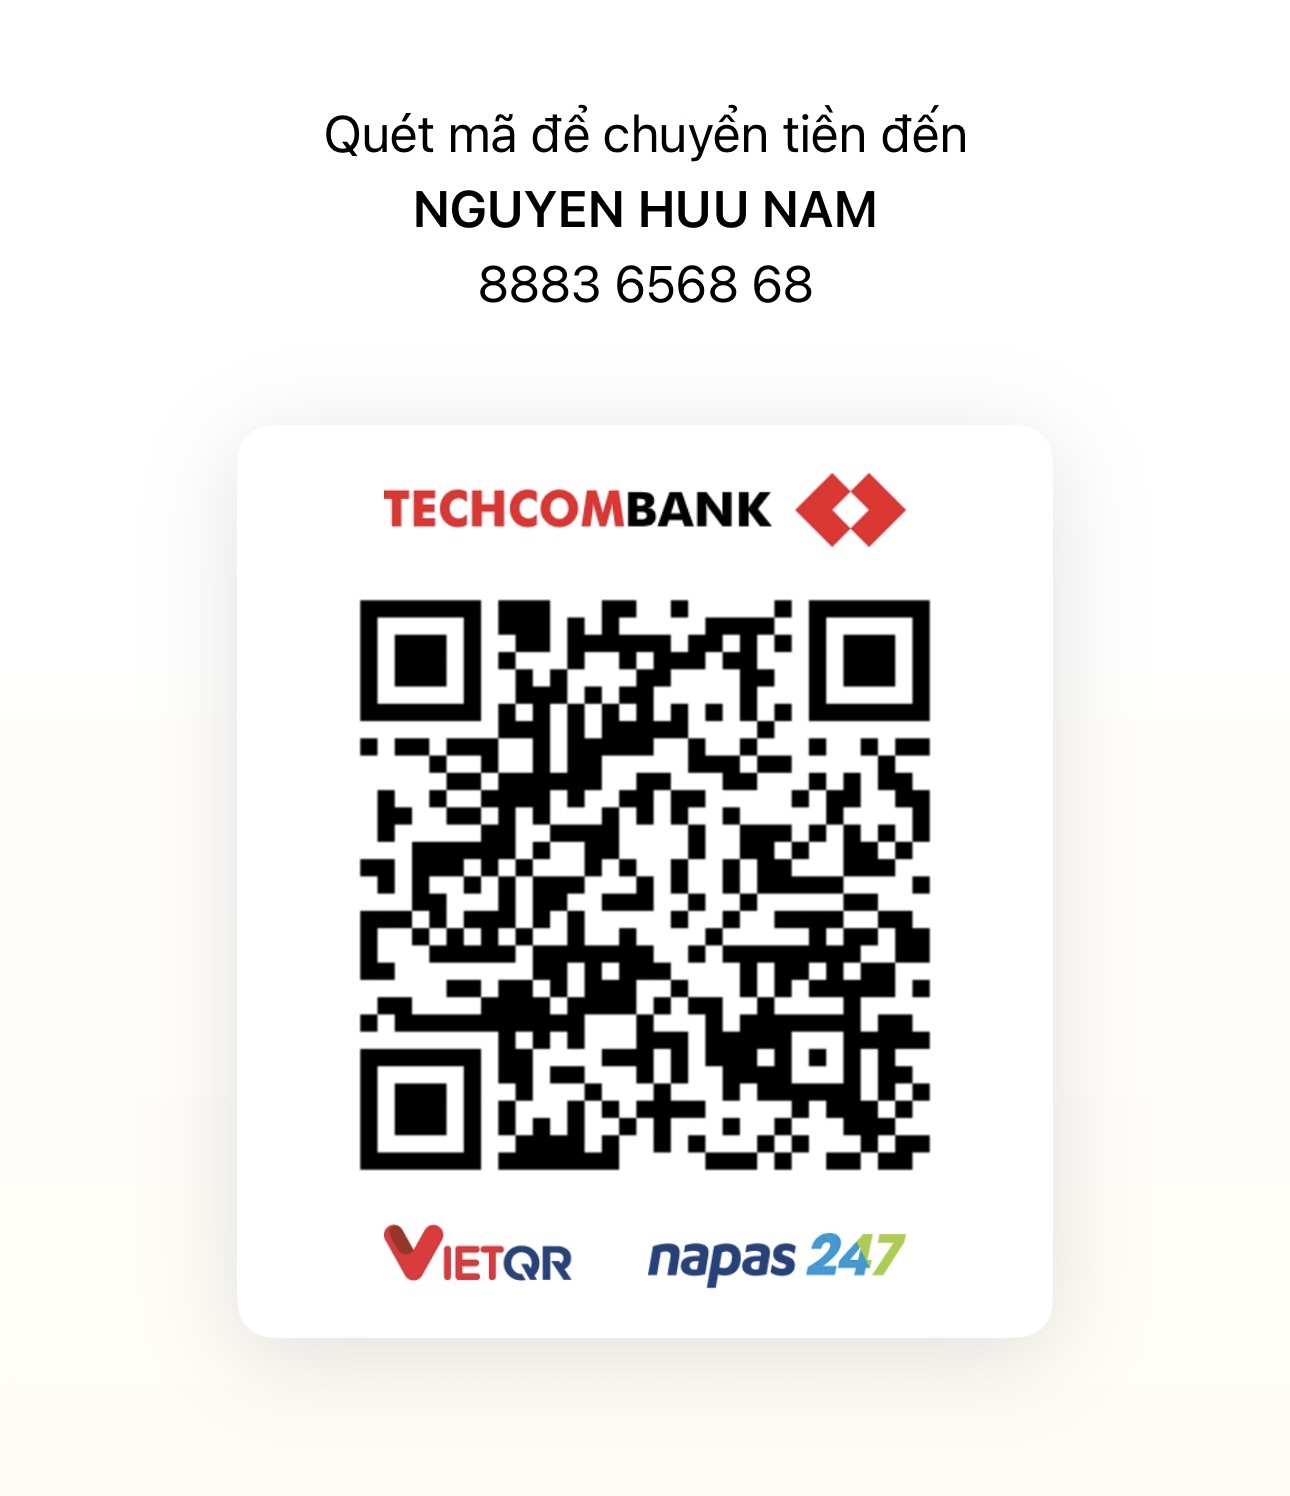 Quét mã để chuyển tiền đến
NGUYEN HUU NAM
8883 6568 68
TECHCOMBANK
VIETQR
napas 247